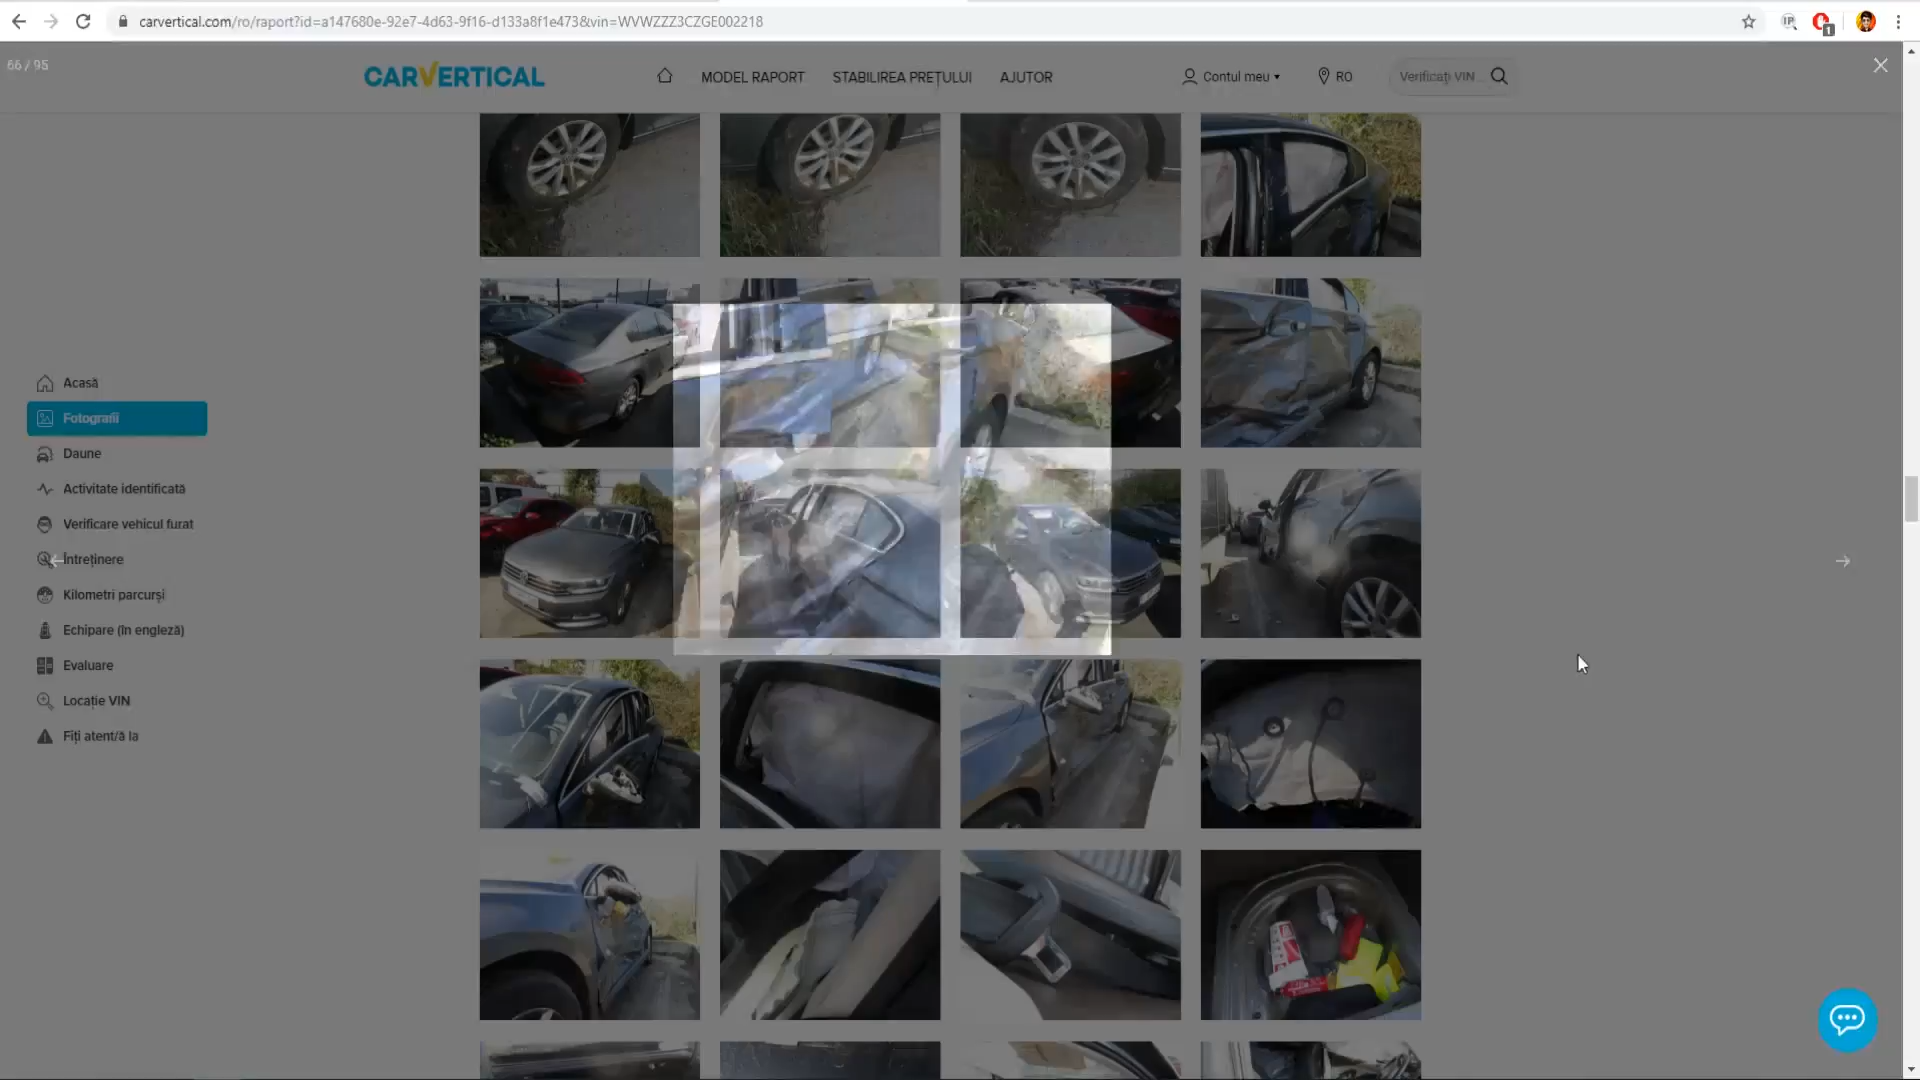 carvertical.com/ro/raport?id=a147680e-92e7-4d63-9f16-d133a8f1e473&vin=WVWZZZ3CZGE002218
IP
1
66 / 95
CARVERTICAL
MODEL RAPORT
STABILIREA PREȚULUI
AJUTOR
Contul meu
RO
Verificați VIN
Acasă
Fotografii
Daune
Activitate identificată
Verificare vehicul furat
Întreținere
Kilometri parcurși
Echipare (în engleză)
Evaluare
Locație VIN
Fiți atent/ă la